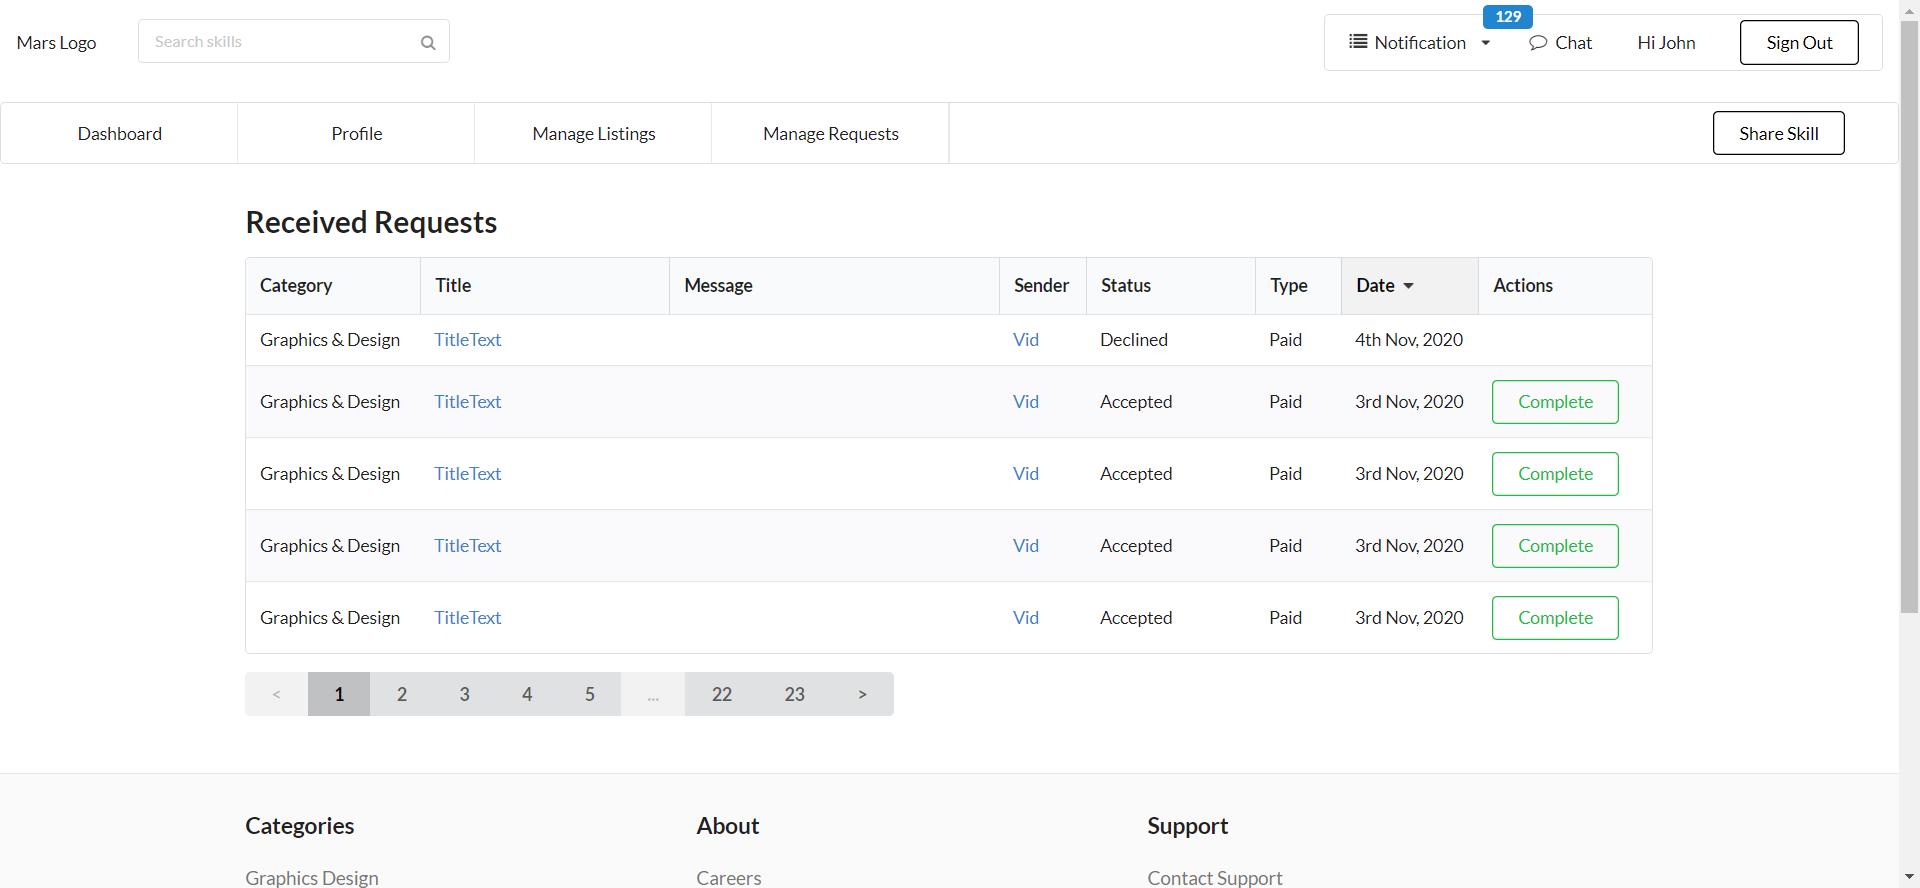 Mars Logo
Search skills
129
Notification
Chat
Hi John
Sign Out
Dashboard
Profile
Manage Listings
Manage Requests
Share Skill
Received Requests
Category Title Message Sender Status Type Date Actions
Graphics & Design TitleText Vid Declined Paid 4th Nov, 2020
Graphics & Design TitleText Vid Accepted Paid 3rd Nov, 2020 Complete
Graphics & Design TitleText Vid Accepted Paid 3rd Nov, 2020 Complete
Graphics & Design TitleText Vid Accepted Paid 3rd Nov, 2020 Complete
Graphics & Design TitleText Vid Accepted Paid 3rd Nov, 2020 Complete
< 1 2 3 4 5 ... 22 23 >
Categories About Support
Graphics Design Careers Contact Support